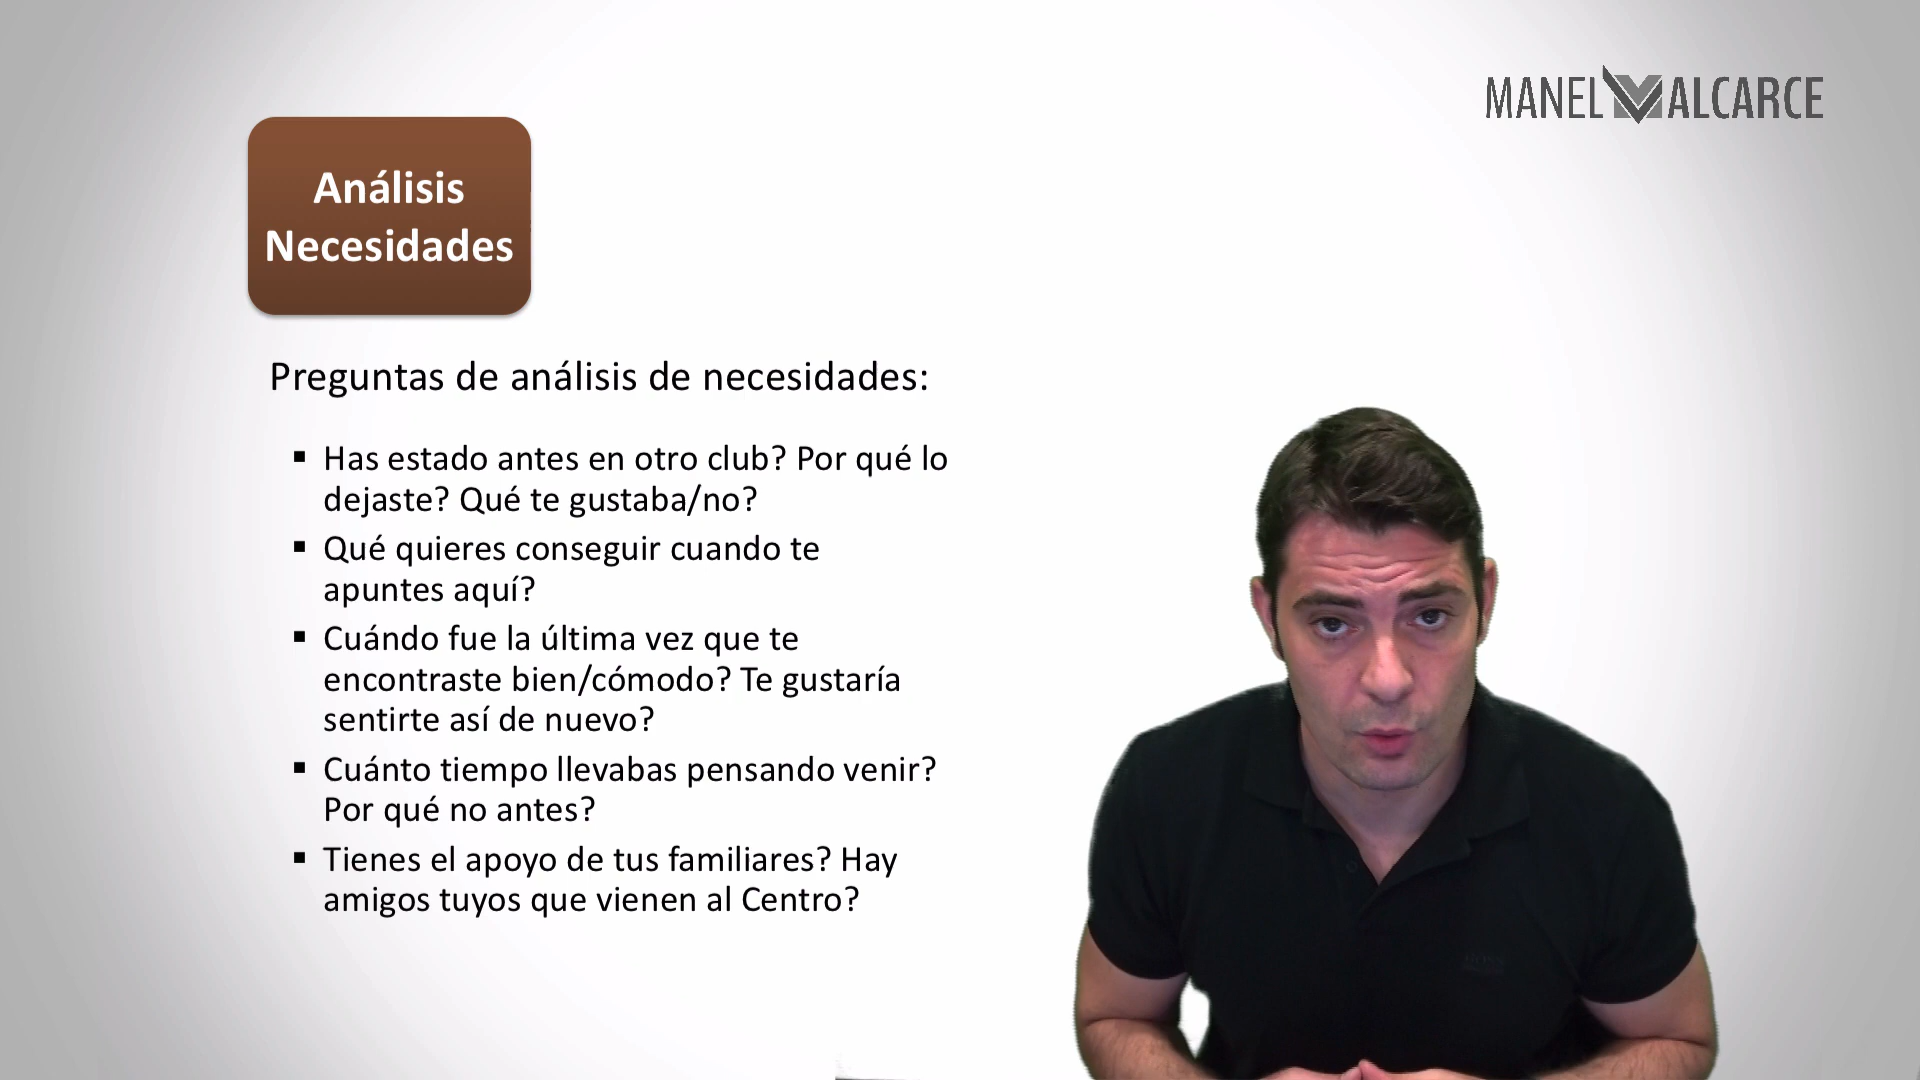 MANEL VALCARCE
Análisis
Necesidades
Preguntas de análisis de necesidades:
▪ Has estado antes en otro club? Por qué lo
dejaste? Qué te gustaba/no?
▪ Qué quieres conseguir cuando te
apuntes aquí?
▪ Cuándo fue la última vez que te
encontraste bien/cómodo? Te gustaría
sentirte así de nuevo?
▪ Cuánto tiempo llevabas pensando venir?
Por qué no antes?
▪ Tienes el apoyo de tus familiares? Hay
amigos tuyos que vienen al Centro?